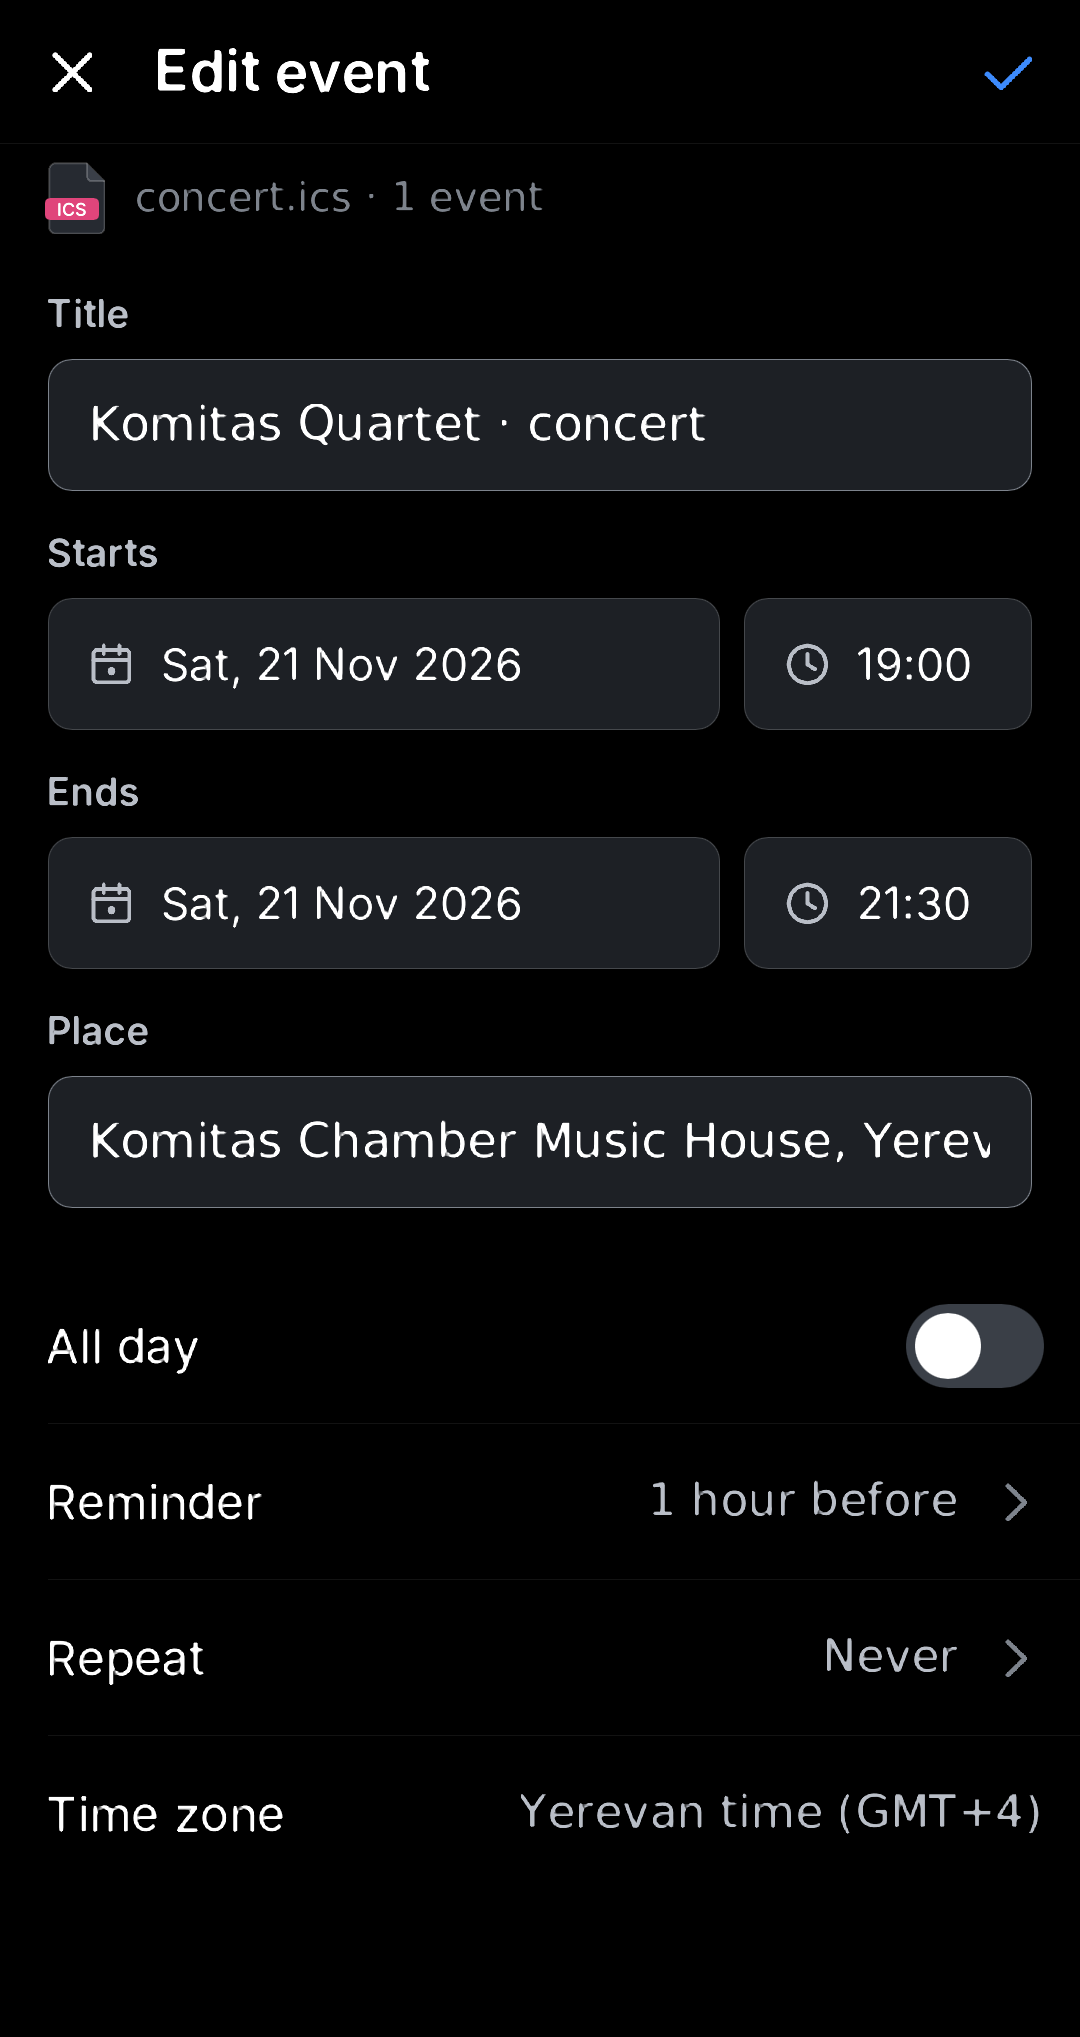 Edit event
ICS
concert.ics · 1 event
Title
Komitas Quartet · concert
Starts
Sat, 21 Nov 2026
19:00
Ends
Sat, 21 Nov 2026
21:30
Place
Komitas Chamber Music House, Yerev
All day
Reminder
1 hour before
Repeat
Never
Time zone
Yerevan time (GMT+4)